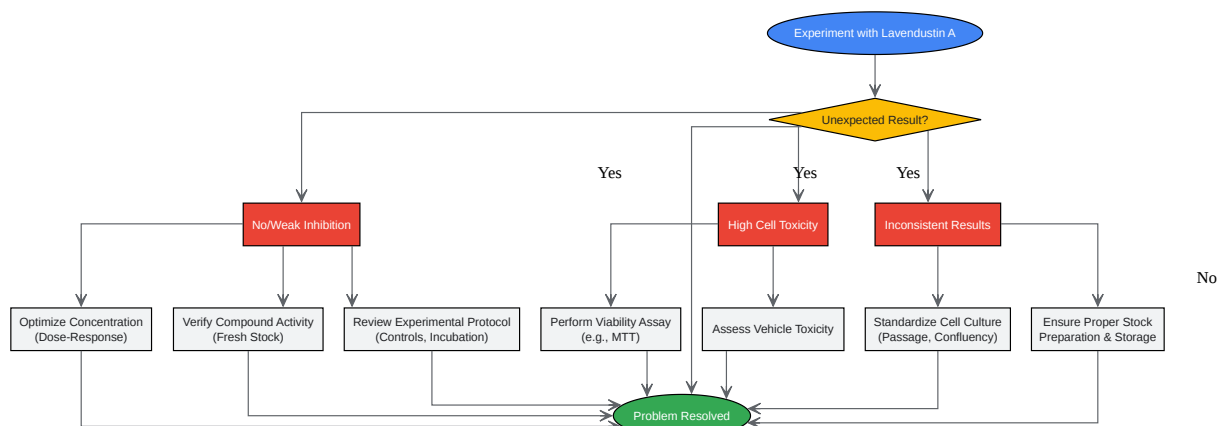 Experiment with Lavendustin A
Unexpected Result?
Yes
Yes
Yes
No/Weak Inhibition
High Cell Toxicity
Inconsistent Results
No
Optimize Concentration
(Dose-Response)
Verify Compound Activity
(Fresh Stock)
Review Experimental Protocol
(Controls, Incubation)
Perform Viability Assay
(e.g., MTT)
Assess Vehicle Toxicity
Standardize Cell Culture
(Passage, Confluency)
Ensure Proper Stock
Preparation & Storage
Problem Resolved